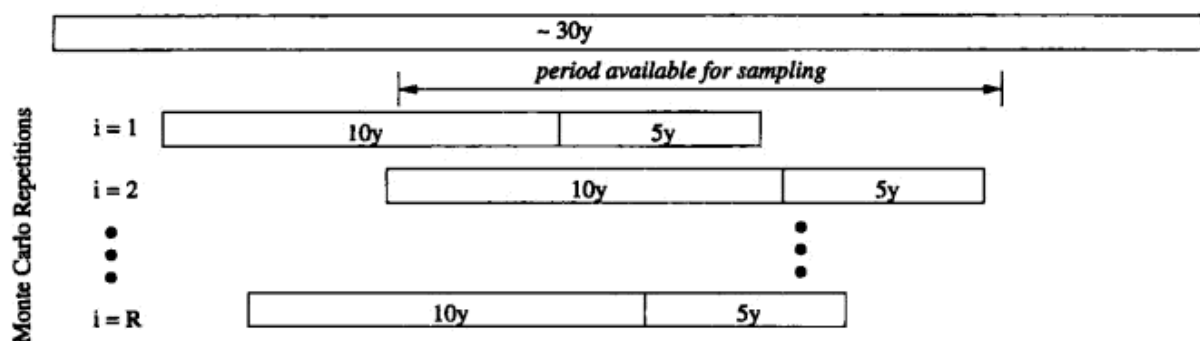 ~ 30y
period available for sampling
Monte Carlo Repetitions
i = 1
10y
5y
i = 2
10y
5y
i = R
10y
5y